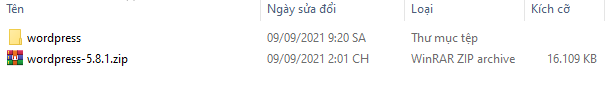 Tên Ngày sửa đổi Loại Kích cỡ
wordpress 09/09/2021 9:20 SA Thư mục tệp
wordpress-5.8.1.zip 09/09/2021 2:01 CH WinRAR ZIP archive 16.109 KB